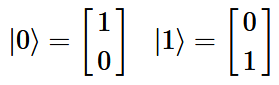 |0⟩ = [1 0] |1⟩ = [0 1]